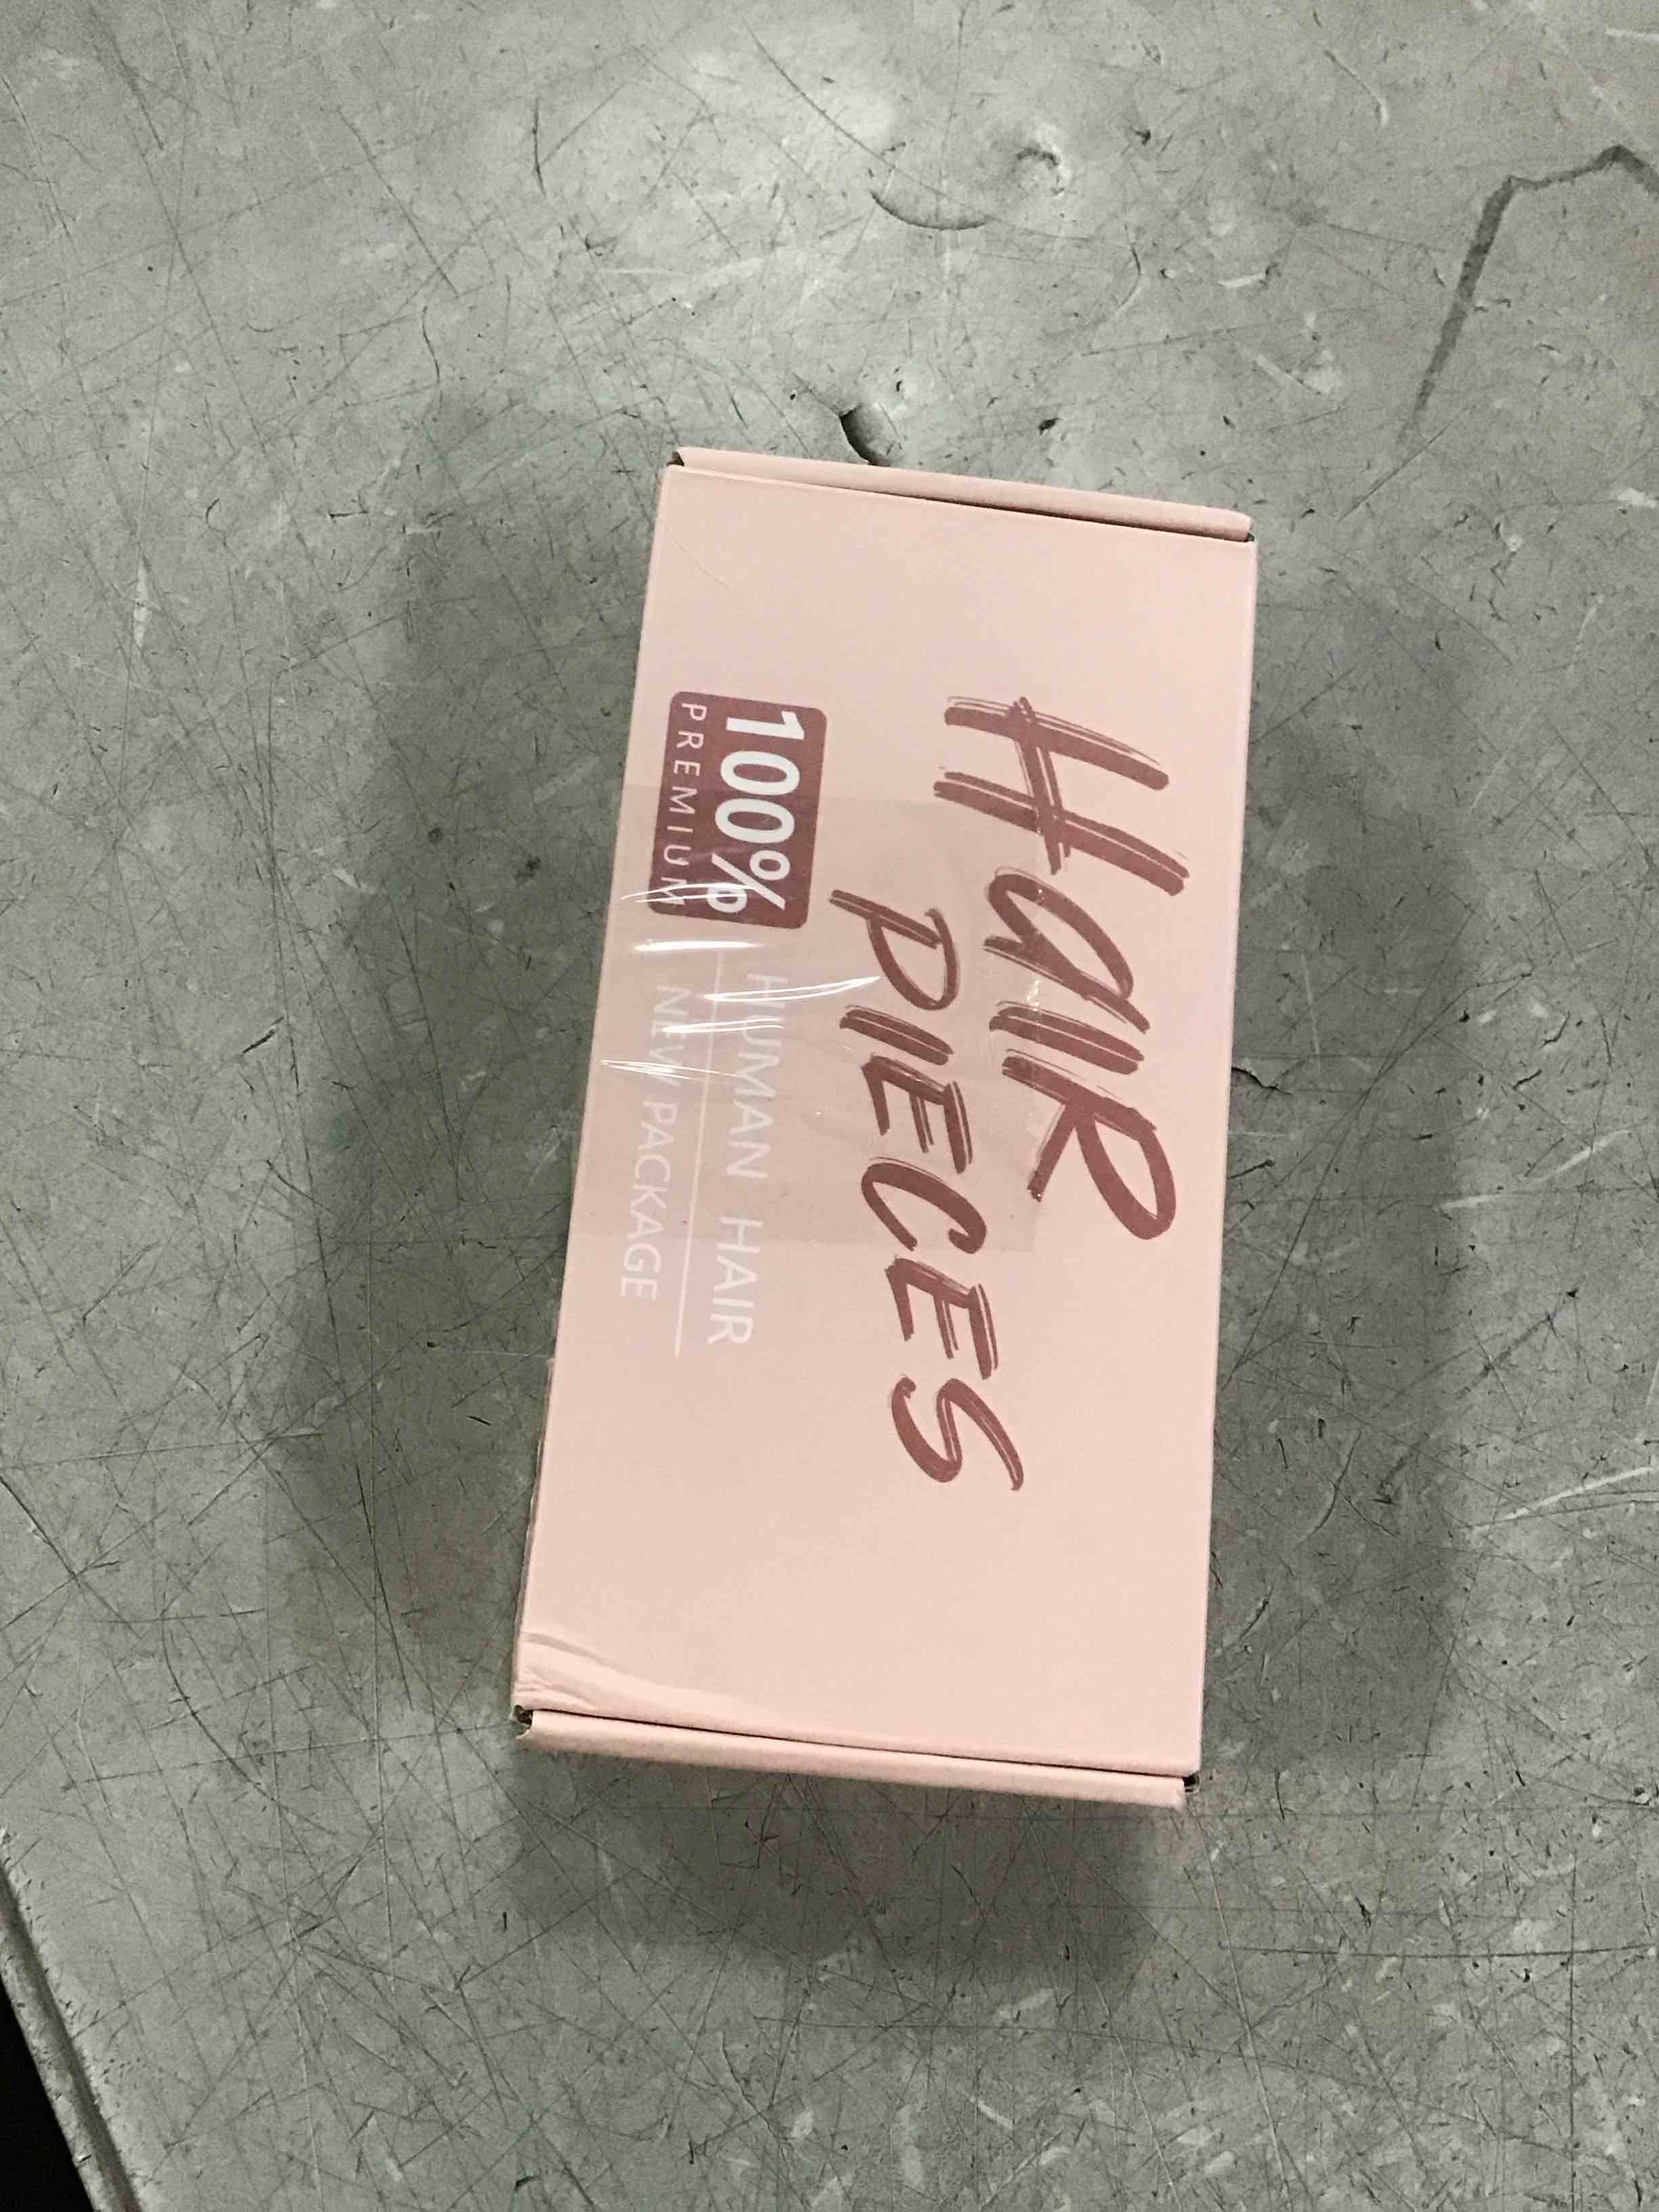 HaIR
PIECES
100%
PREMIUM
HUMAN HAIR
NEW PACKAGE